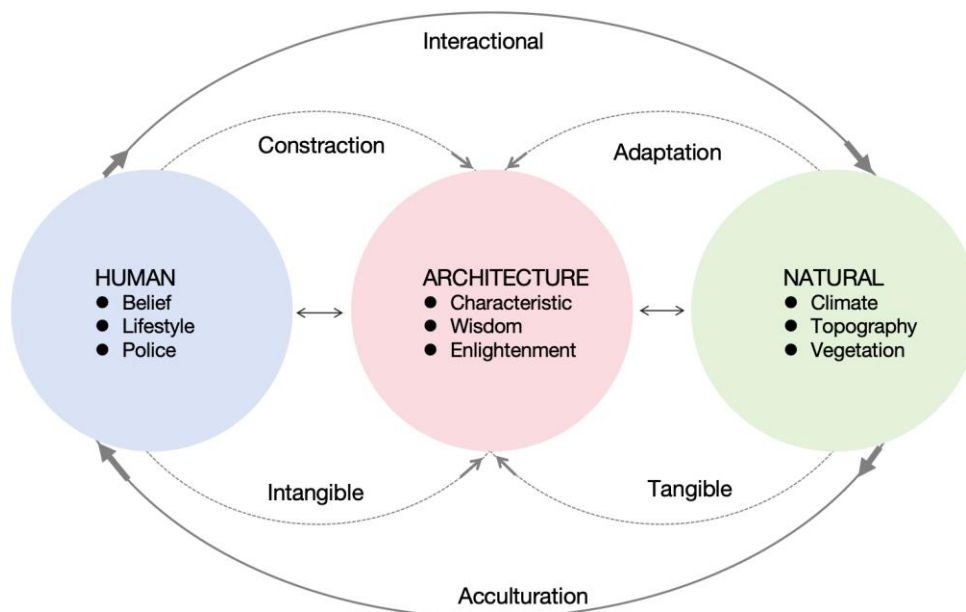 Interactional
Constraction
Adaptation
HUMAN
● Belief
● Lifestyle
● Police
ARCHITECTURE
● Characteristic
● Wisdom
● Enlightenment
NATURAL
● Climate
● Topography
● Vegetation
Intangible
Tangible
Acculturation